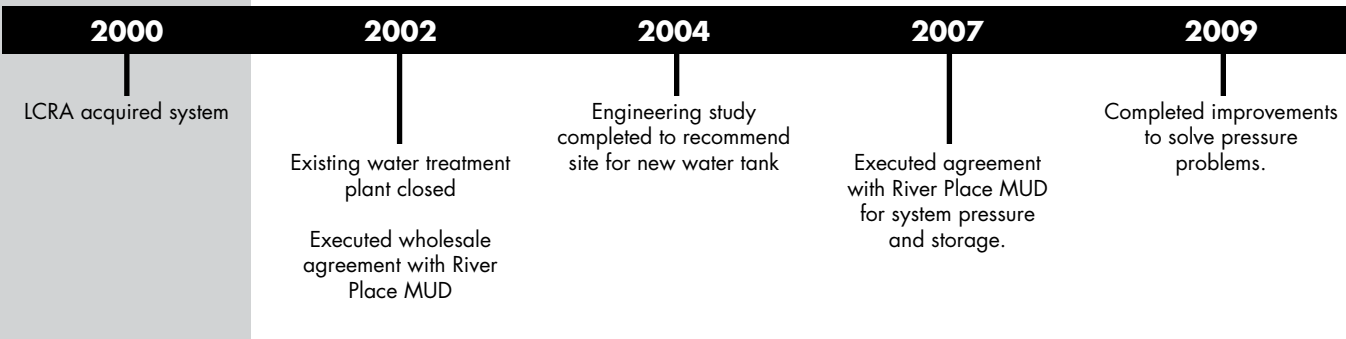 2000
2002
2004
2007
2009
LCRA acquired system
Existing water treatment
plant closed
Executed wholesale
agreement with River
Place MUD
Engineering study
completed to recommend
site for new water tank
Executed agreement
with River Place MUD
for system pressure
and storage.
Completed improvements
to solve pressure
problems.